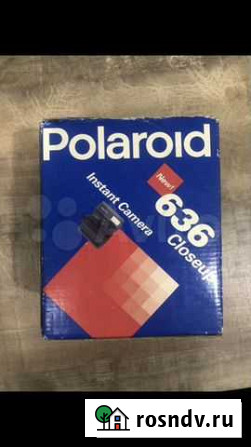 Polaroid
New!
Instant Camera
636
Closeup
rosndv.ru